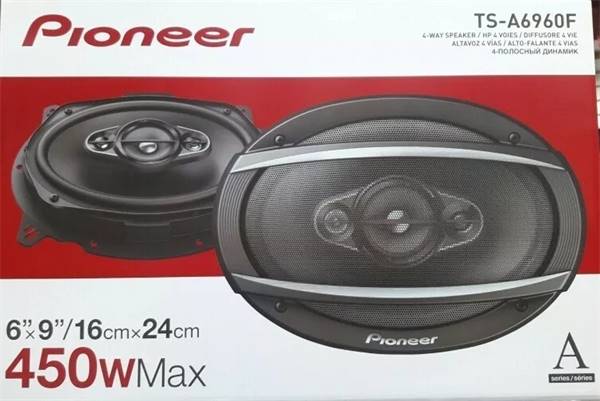 Pioneer
TS-A6960F
4-WAY SPEAKER / HP 4 VOIES / DIFFUSORE 4 VIE
ALTAVOZ 4 VÍAS / ALTO-FALANTE 4 VIAS
4-ПОЛОСНЫЙ ДИНАМИК
Pioneer
6"×9"/16cm×24cm
450wMax
A
series/séries